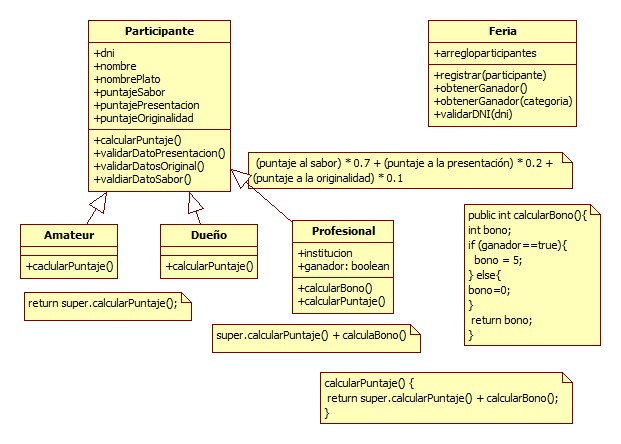 Participante
+dni
+nombre
+nombrePlato
+puntajeSabor
+puntajePresentacion
+puntajeOriginalidad
+calcularPuntaje()
+validarDatoPresentacion()
+validarDatosOriginal()
+valdiarDatoSabor()
Feria
+arregloparticipantes
+registrar(participante)
+obtenerGanador()
+obtenerGanador(categoria)
+validarDNI(dni)
(puntaje al sabor) * 0.7 + (puntaje a la presentación) * 0.2 +
(puntaje a la originalidad) * 0.1
Amateur
+caclularPuntaje()
Dueño
+calcularPuntaje()
Profesional
+institucion
+ganador: boolean
+calcularBono()
+calcularPuntaje()
public int calcularBono(){
int bono;
if (ganador==true){
bono = 5;
} else{
bono=0;
}
return bono;
}
return super.calcularPuntaje();
super.calcularPuntaje() + calculaBono()
calcularPuntaje() {
return super.calcularPuntaje() + calcularBono();
}